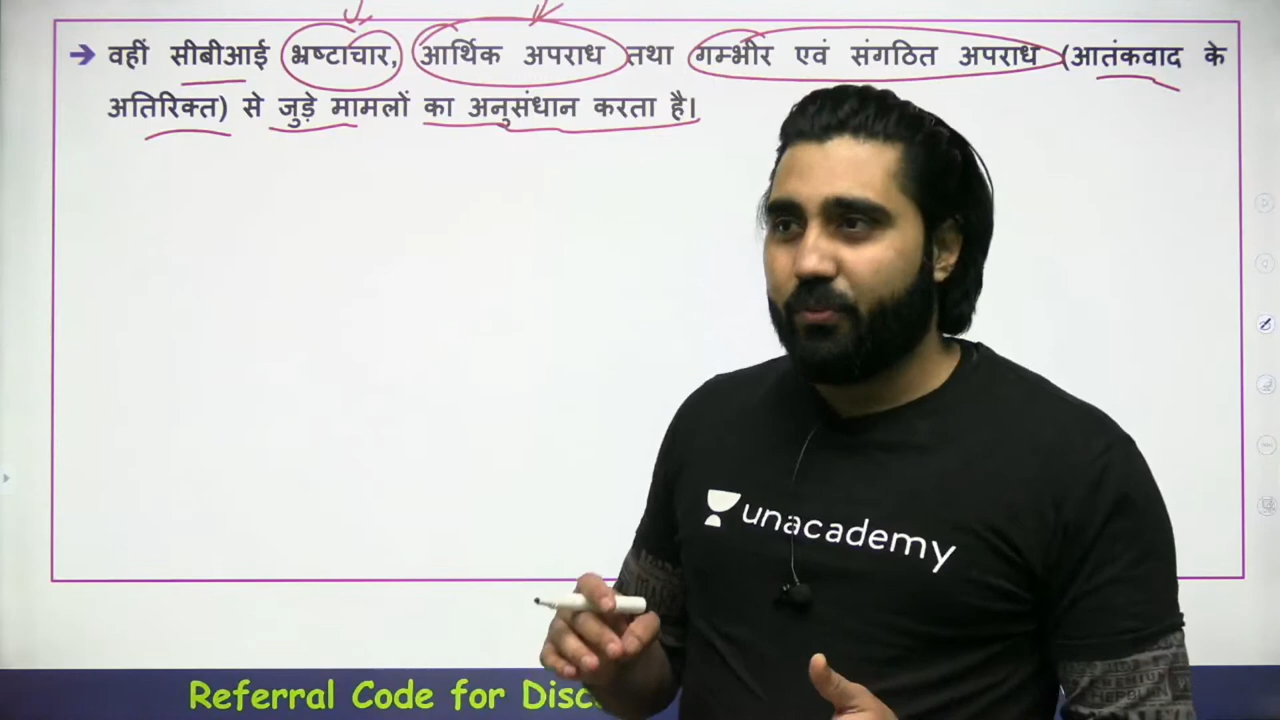 वहीं सीबीआई भ्रष्टाचार, आर्थिक अपराध तथा गम्भीर एवं संगठित अपराध (आतंकवाद के
अतिरिक्त) से जुड़े मामलों का अनुसंधान करता है।
unacademy
Referral Code for